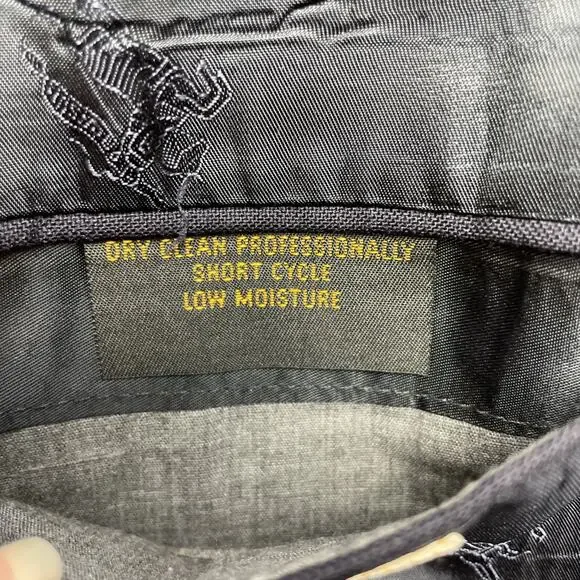 DRY CLEAN PROFESSIONALLY
SHORT CYCLE
LOW MOISTURE